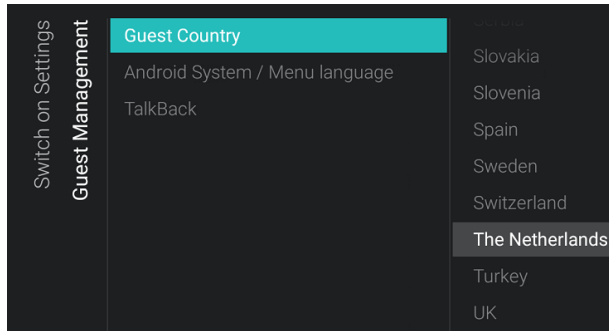 Switch on Settings
Guest Management
Guest Country
Android System / Menu language
TalkBack
Serbia
Slovakia
Slovenia
Spain
Sweden
Switzerland
The Netherlands
Turkey
UK